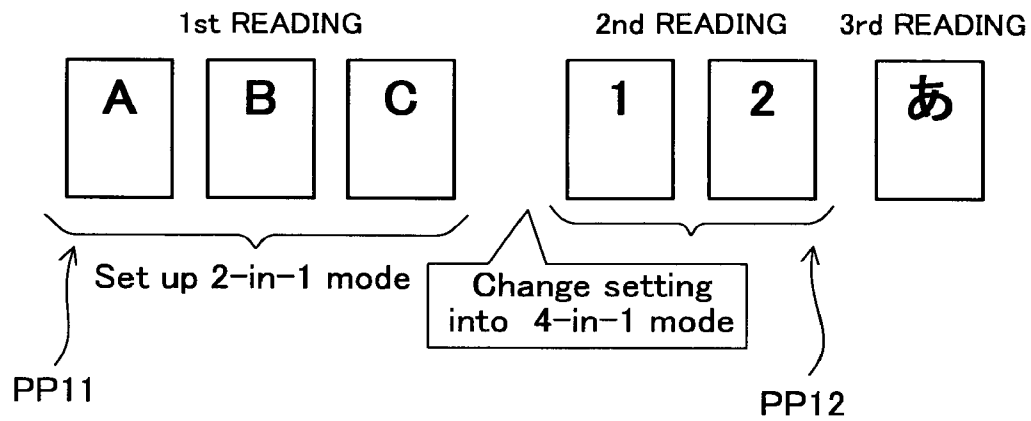 1st READING 2nd READING 3rd READING
A B C 1 2 あ
Set up 2-in-1 mode
Change setting
into 4-in-1 mode
PP11
PP12